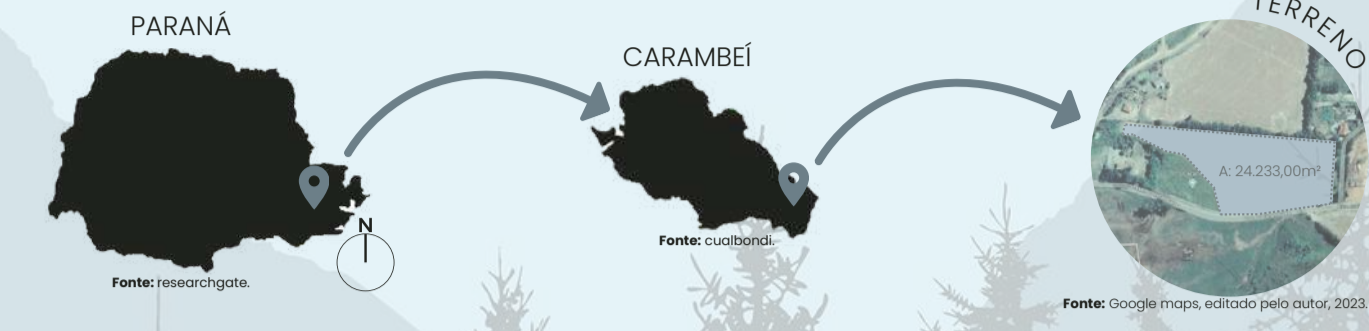 PARANÁ
Fonte: researchgate.
N
CARAMBEÍ
Fonte: cualbondi.
TERRENO
A: 24.233,00m²
Fonte: Google maps, editado pelo autor, 2023.